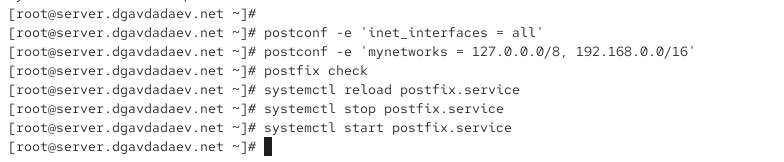 [root@server.dgavdadaev.net ~]#
[root@server.dgavdadaev.net ~]# postconf -e 'inet_interfaces = all'
[root@server.dgavdadaev.net ~]# postconf -e 'mynetworks = 127.0.0.0/8, 192.168.0.0/16'
[root@server.dgavdadaev.net ~]# postfix check
[root@server.dgavdadaev.net ~]# systemctl reload postfix.service
[root@server.dgavdadaev.net ~]# systemctl stop postfix.service
[root@server.dgavdadaev.net ~]# systemctl start postfix.service
[root@server.dgavdadaev.net ~]#